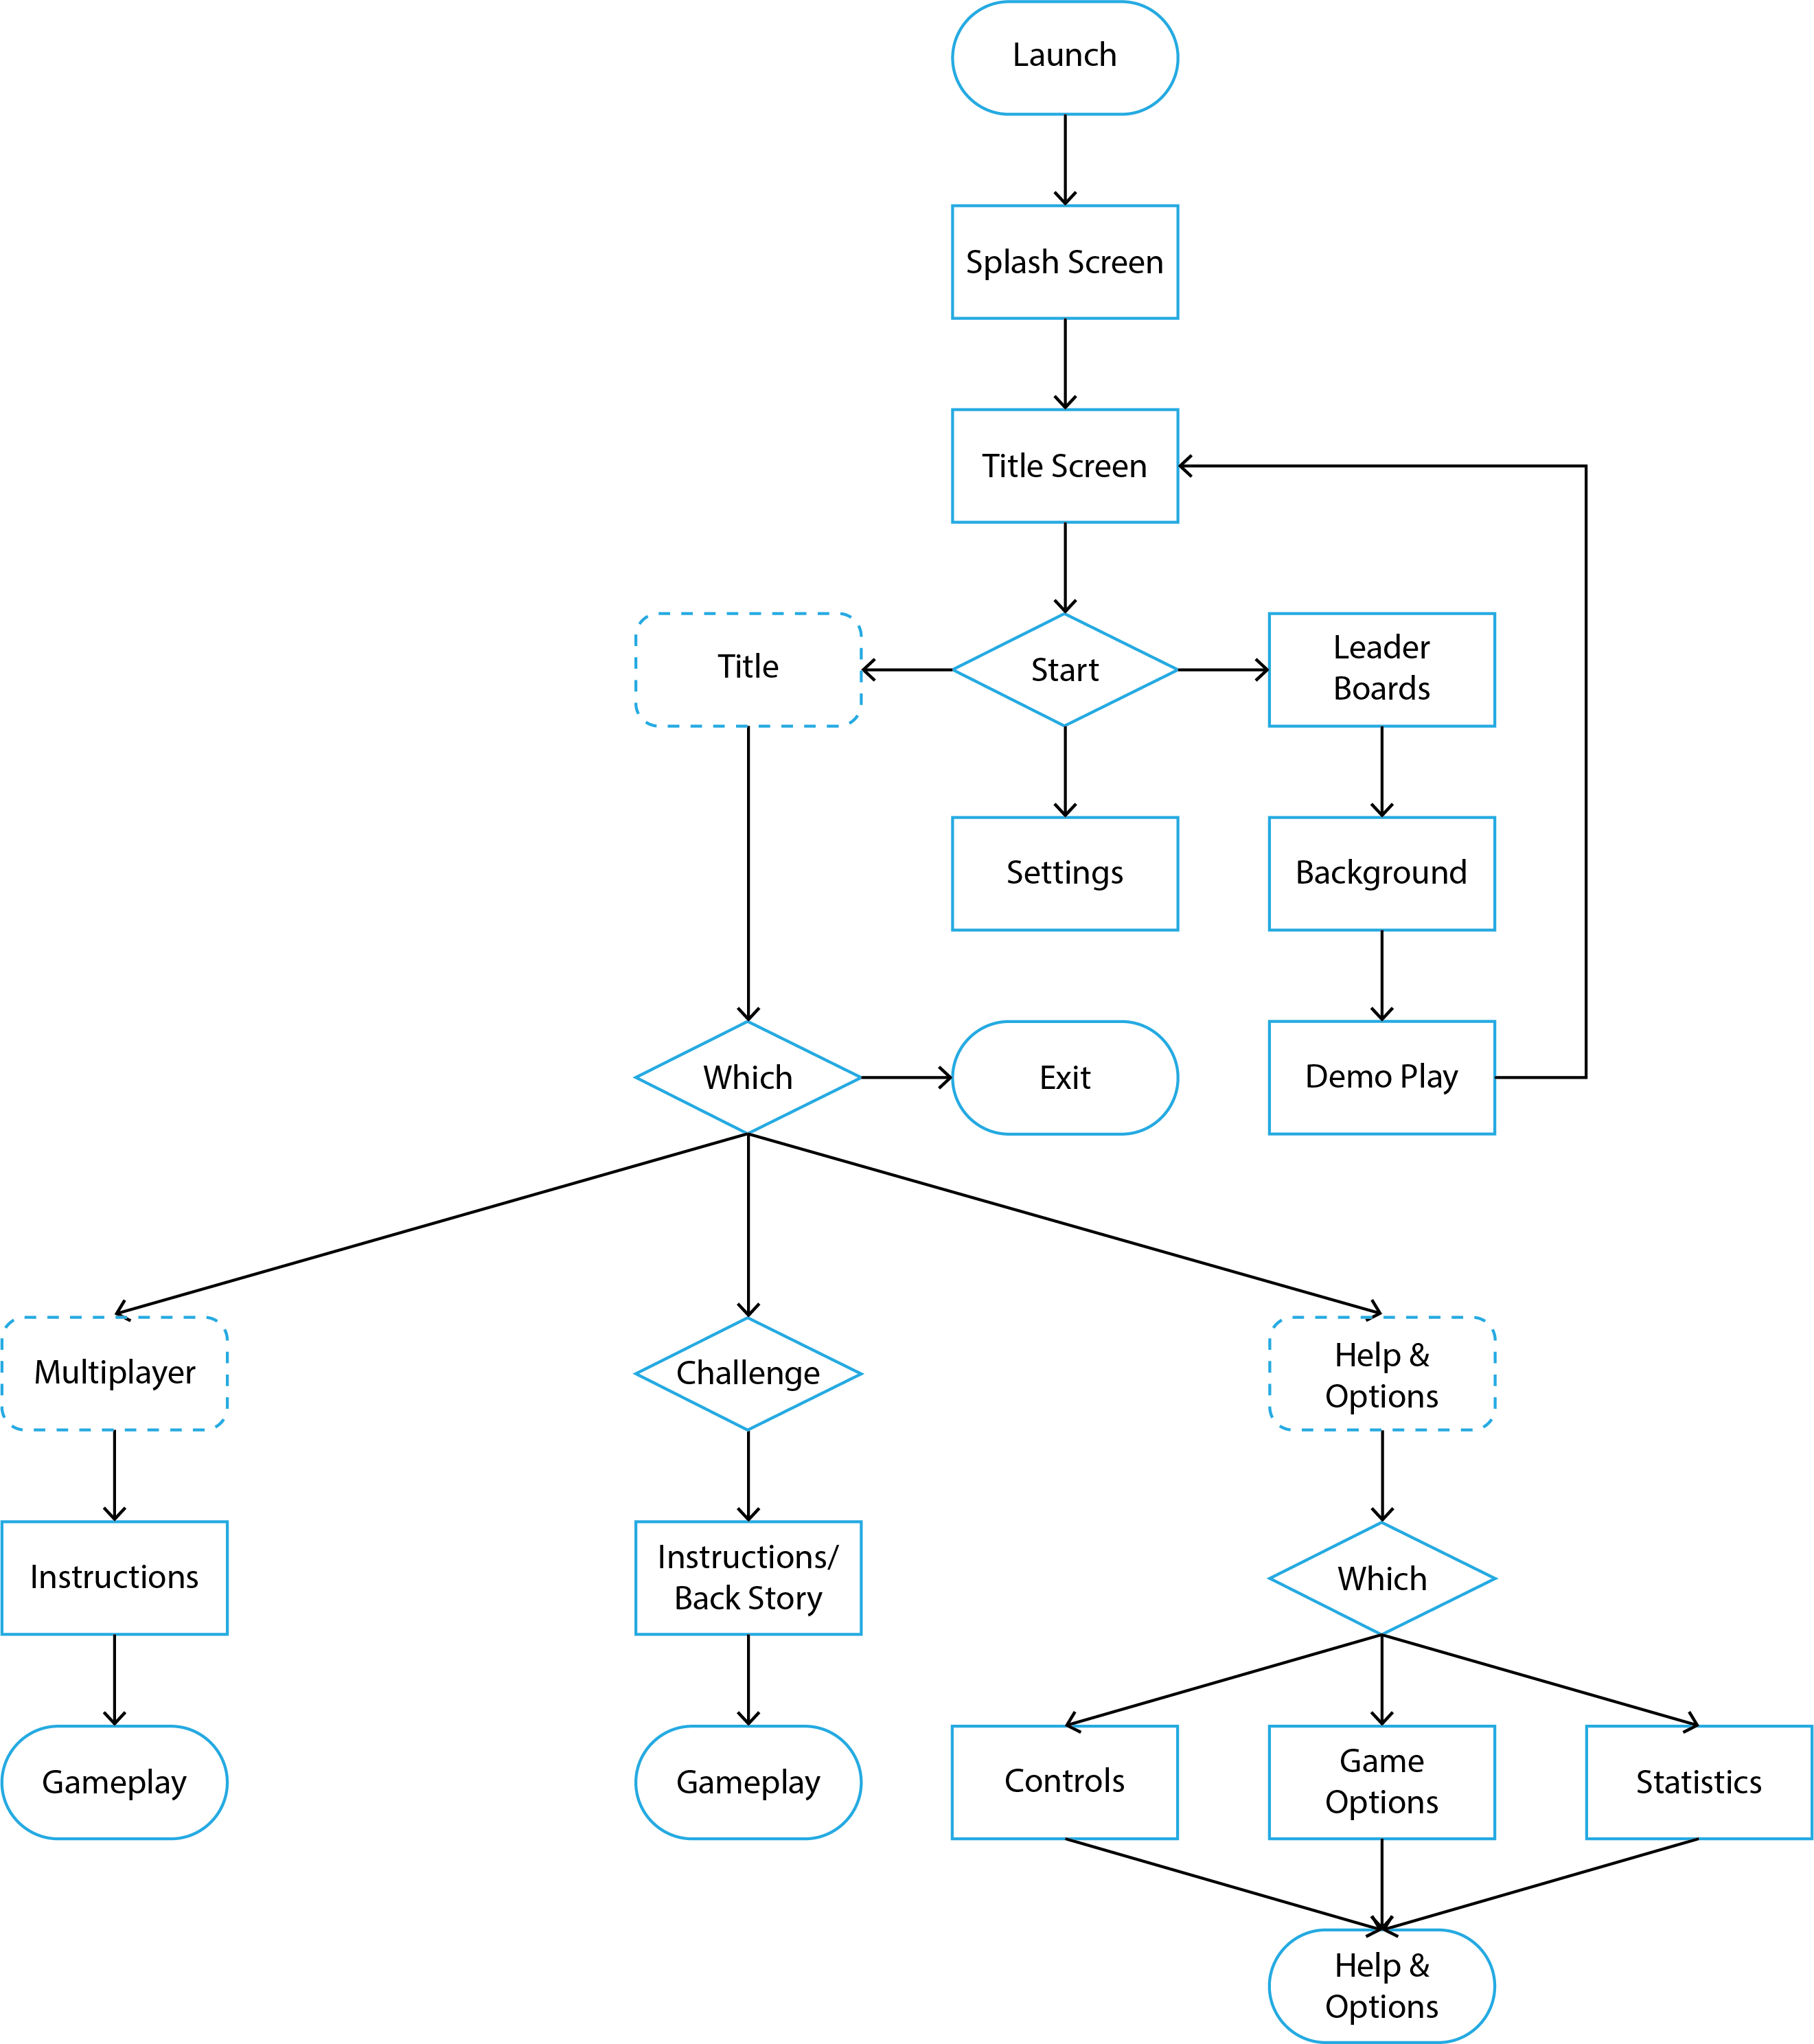 Launch
Splash Screen
Title Screen
Title
Start
Leader
Boards
Settings
Background
Which
Exit
Demo Play
Multiplayer
Challenge
Help &
Options
Instructions
Instructions/
Back Story
Which
Gameplay
Gameplay
Controls
Game
Options
Statistics
Help &
Options